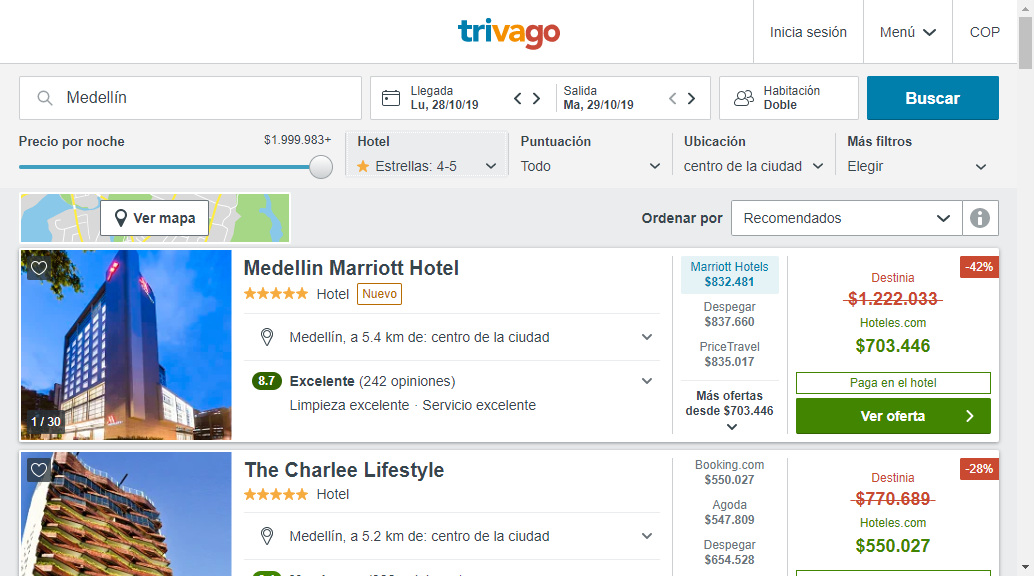 trivago
Inicia sesión
Menú
COP
Medellín
Llegada
Lu, 28/10/19
Salida
Ma, 29/10/19
Habitación
Doble
Buscar
Precio por noche
$1.999.983+
Hotel
Estrellas: 4-5
Puntuación
Todo
Ubicación
centro de la ciudad
Más filtros
Elegir
Ver mapa
Ordenar por
Recomendados
Medellin Marriott Hotel
Hotel
Nuevo
Medellín, a 5.4 km de: centro de la ciudad
8.7 Excelente (242 opiniones)
Limpieza excelente · Servicio excelente
1 / 30
Marriott Hotels
$832.481
Despegar
$837.660
PriceTravel
$835.017
Más ofertas
desde $703.446
-42%
Destinia
$1.222.033
Hoteles.com
$703.446
Paga en el hotel
Ver oferta
The Charlee Lifestyle
Hotel
Medellín, a 5.2 km de: centro de la ciudad
Booking.com
$550.027
Agoda
$547.809
Despegar
$654.528
-28%
Destinia
$770.689
Hoteles.com
$550.027